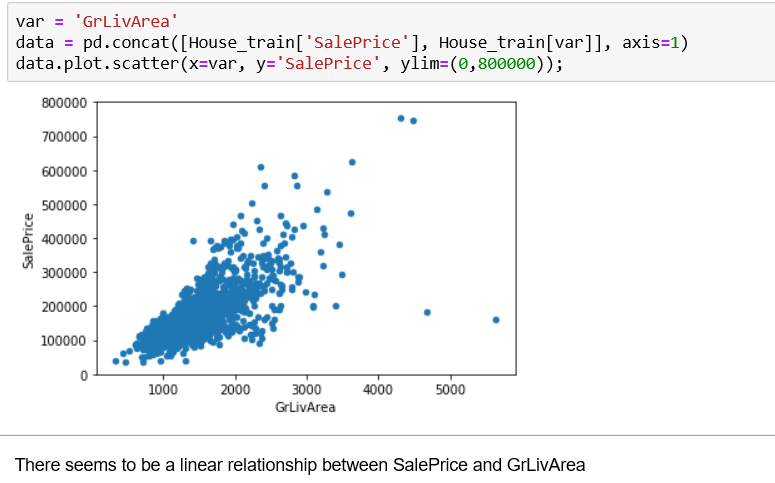 var = 'GrLivArea'
data = pd.concat([House_train['SalePrice'], House_train[var]], axis=1)
data.plot.scatter(x=var, y='SalePrice', ylim=(0,800000));
800000
700000
600000
500000
400000
300000
200000
100000
0
SalePrice
1000 2000 3000 4000 5000
GrLivArea
There seems to be a linear relationship between SalePrice and GrLivArea